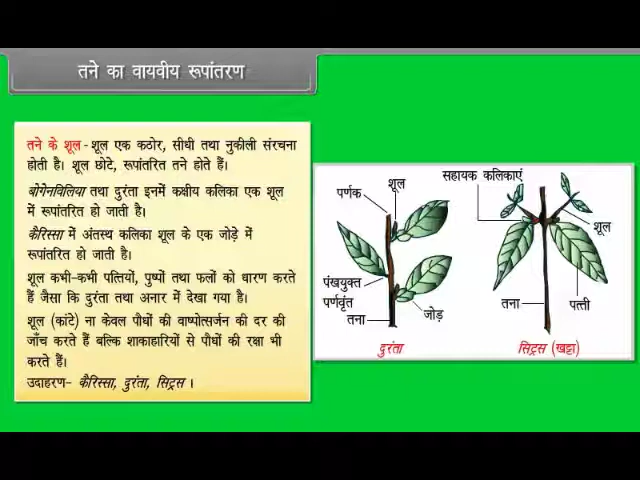 तने का वायवीय रूपांतरण
तने के शूल - शूल एक कठोर, सीधी तथा नुकीली संरचना
होती है। शूल छोटे, रूपांतरित तने होते हैं।
बोगेनविलिया तथा दुरंता इनमें कक्षीय कलिका एक शूल
में रूपांतरित हो जाती है।
कैरिस्सा में अंतस्थ कलिका शूल के एक जोड़े में
रूपांतरित हो जाती है।
शूल कभी-कभी पत्तियों, पुष्पों तथा फलों को धारण करते
हैं जैसा कि दुरंता तथा अनार में देखा गया है।
शूल (कांटे) ना केवल पौधों की वाष्पोत्सर्जन की दर की
जाँच करते हैं बल्कि शाकाहारियों से पौधों की रक्षा भी
करते हैं।
उदाहरण- कैरिस्सा, दुरंता, सिट्रस ।
पर्णक
शूल
पंखयुक्त
पर्णवृंत
तना
जोड़
दुरंता
सहायक कलिकाएं
शूल
तना
पत्ती
सिट्रस (खट्टा)